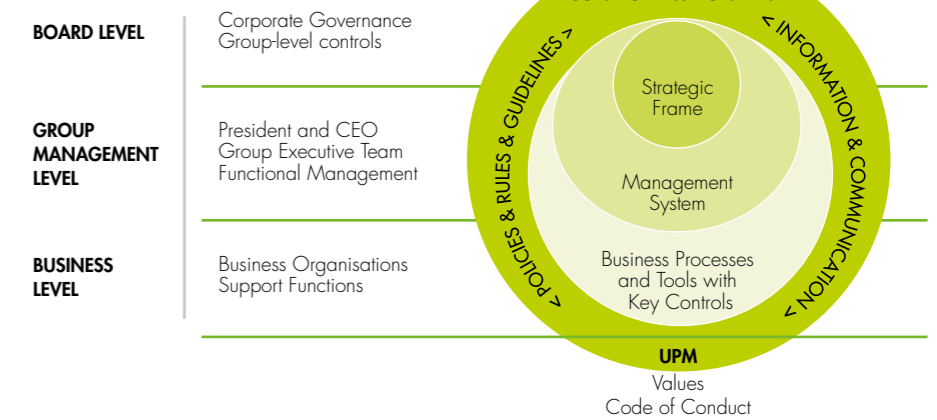 BOARD LEVEL
Corporate Governance
Group-level controls
GROUP
MANAGEMENT
LEVEL
President and CEO
Group Executive Team
Functional Management
BUSINESS
LEVEL
Business Organisations
Support Functions
< POLICIES & RULES & GUIDELINES >
< INFORMATION & COMMUNICATION >
Strategic
Frame
Management
System
Business Processes
and Tools with
Key Controls
UPM
Values
Code of Conduct